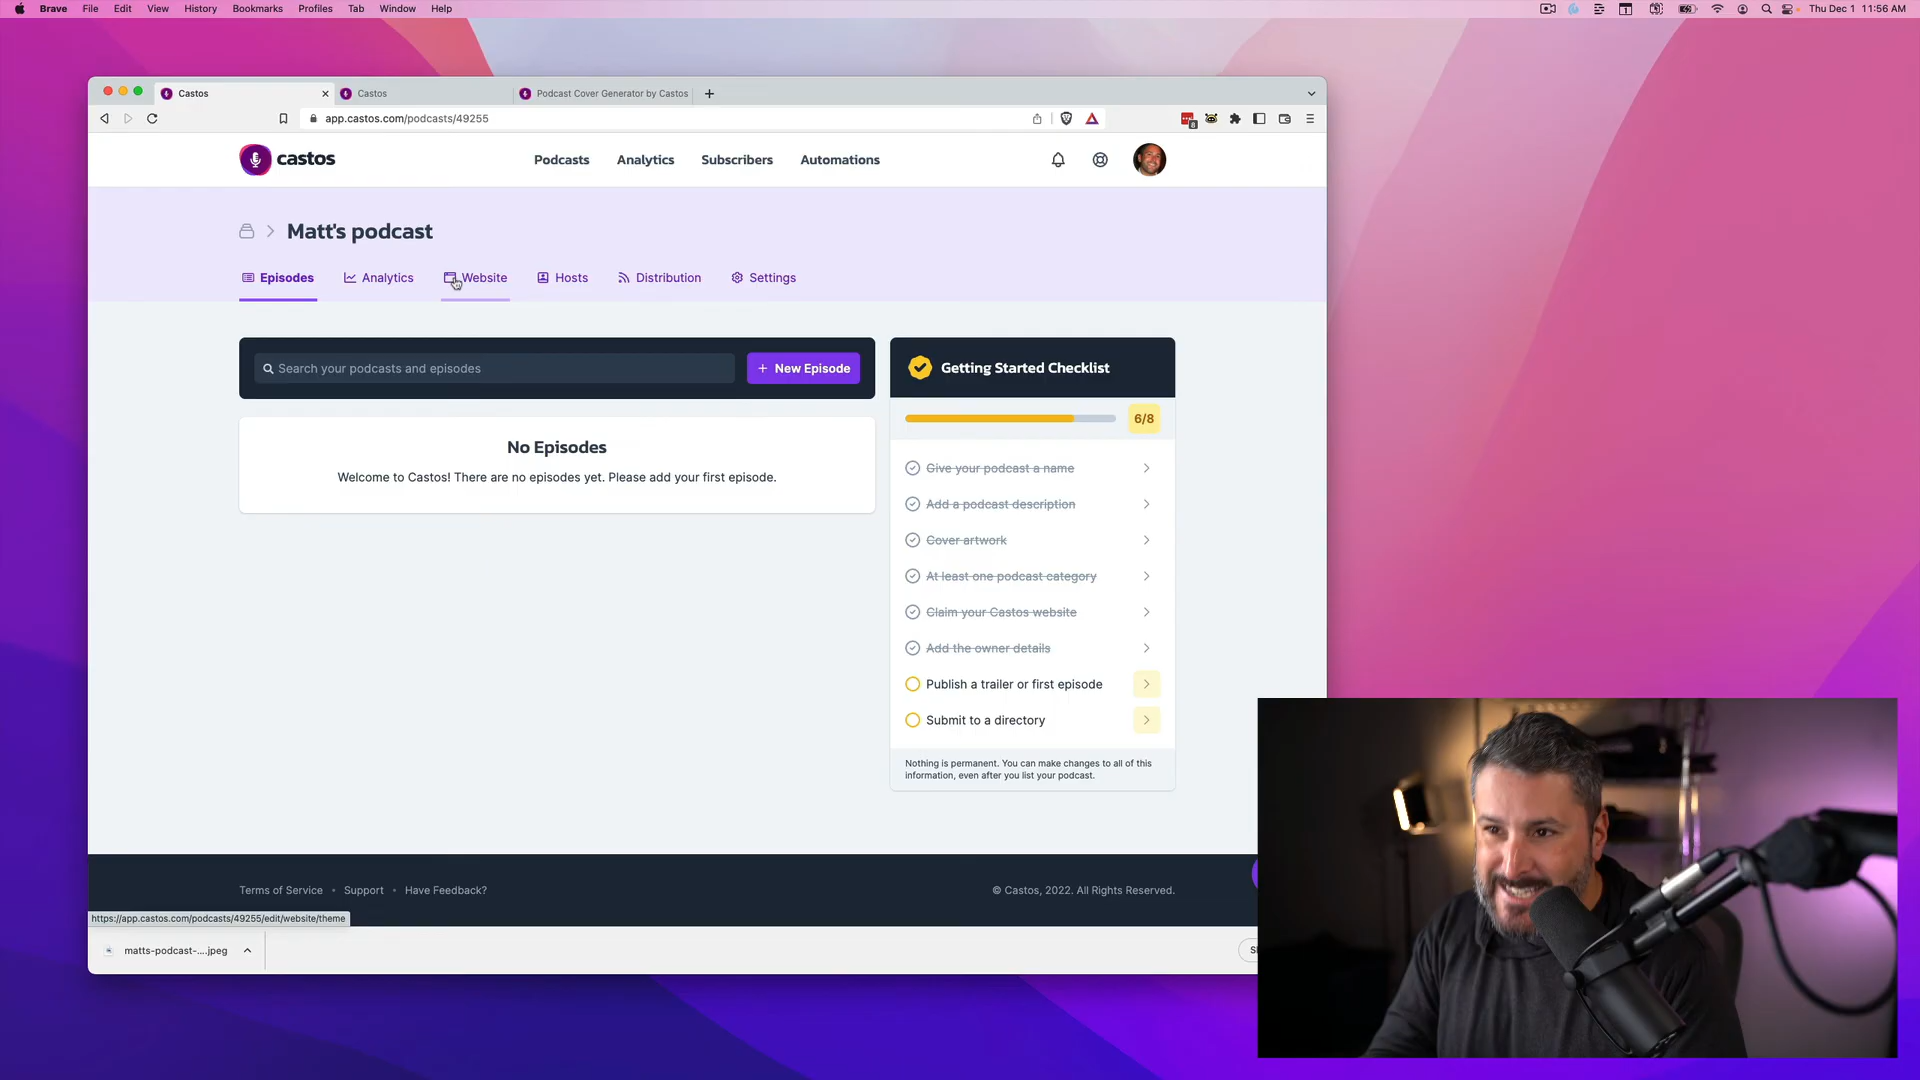 Brave File Edit View History Bookmarks Profiles Tab Window Help
Thu Dec 1 11:56 AM
Castos
Castos
Podcast Cover Generator by Castos
app.castos.com/podcasts/49255
8
castos
Podcasts Analytics Subscribers Automations
Matt's podcast
Episodes Analytics Website Hosts Distribution Settings
Search your podcasts and episodes
+ New Episode
No Episodes
Welcome to Castos! There are no episodes yet. Please add your first episode.
Getting Started Checklist
6/8
Give your podcast a name
Add a podcast description
Cover artwork
At least one podcast category
Claim your Castos website
Add the owner details
Publish a trailer or first episode
Submit to a directory
Nothing is permanent. You can make changes to all of this
information, even after you list your podcast.
Terms of Service • Support • Have Feedback?
© Castos, 2022. All Rights Reserved.
https://app.castos.com/podcasts/49255/edit/website/theme
matts-podcast-....jpeg